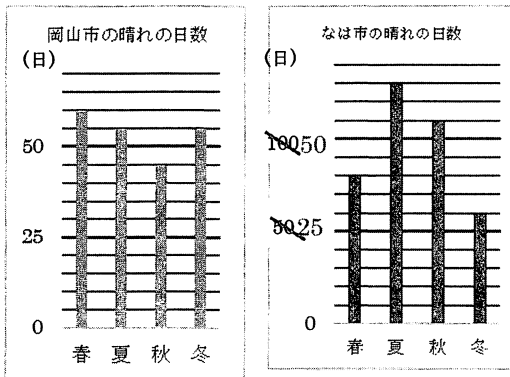 岡山市の晴れの日数
(日)
50
25
0
春 夏 秋 冬
なは市の晴れの日数
(日)
100 50
50 25
0
春 夏 秋 冬